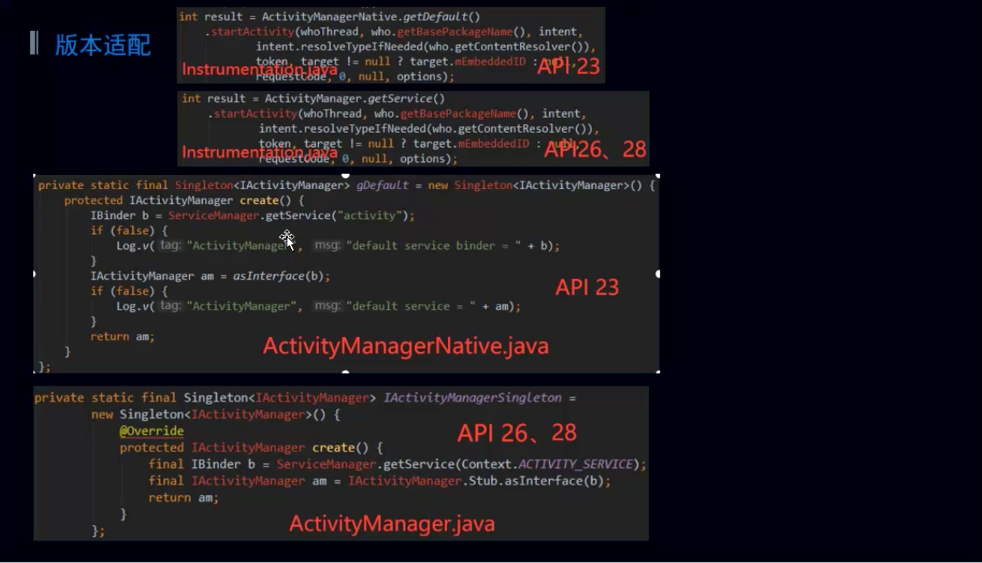 版本适配
int result = ActivityManagerNative.getDefault()
.startActivity(whoThread, who.getBasePackageName(), intent,
intent.resolveTypeIfNeeded(who.getContentResolver()),
token, target != null ? target.mEmbeddedID : null,
requestCode, 0, null, options);
Instrumentation.java
API 23
int result = ActivityManager.getService()
.startActivity(whoThread, who.getBasePackageName(), intent,
intent.resolveTypeIfNeeded(who.getContentResolver()),
token, target != null ? target.mEmbeddedID : null,
requestCode, 0, null, options);
Instrumentation.java
API26、28
private static final Singleton<IActivityManager> gDefault = new Singleton<IActivityManager>() {
protected IActivityManager create() {
IBinder b = ServiceManager.getService("activity");
if (false) {
Log.v( tag: "ActivityManager", msg: "default service binder = " + b);
}
IActivityManager am = asInterface(b);
if (false) {
Log.v( tag: "ActivityManager", msg: "default service = " + am);
}
return am;
}
};
API 23
ActivityManagerNative.java
private static final Singleton<IActivityManager> IActivityManagerSingleton =
new Singleton<IActivityManager>() {
@Override
protected IActivityManager create() {
final IBinder b = ServiceManager.getService(Context.ACTIVITY_SERVICE);
final IActivityManager am = IActivityManager.Stub.asInterface(b);
return am;
}
};
API 26、28
ActivityManager.java